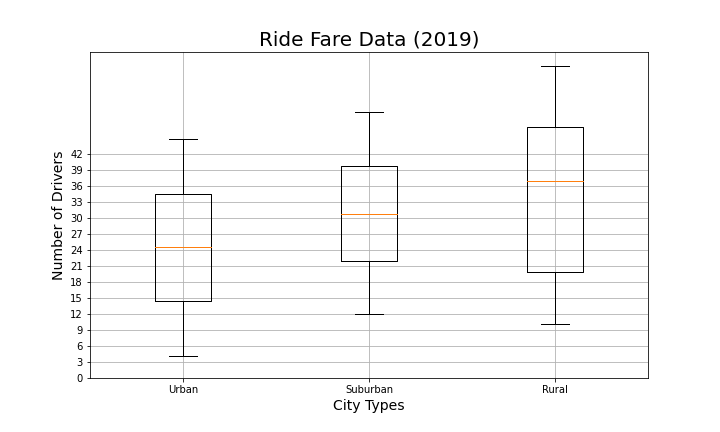 Ride Fare Data (2019)
Number of Drivers
42
39
36
33
30
27
24
21
18
15
12
9
6
3
0
Urban
Suburban
Rural
City Types